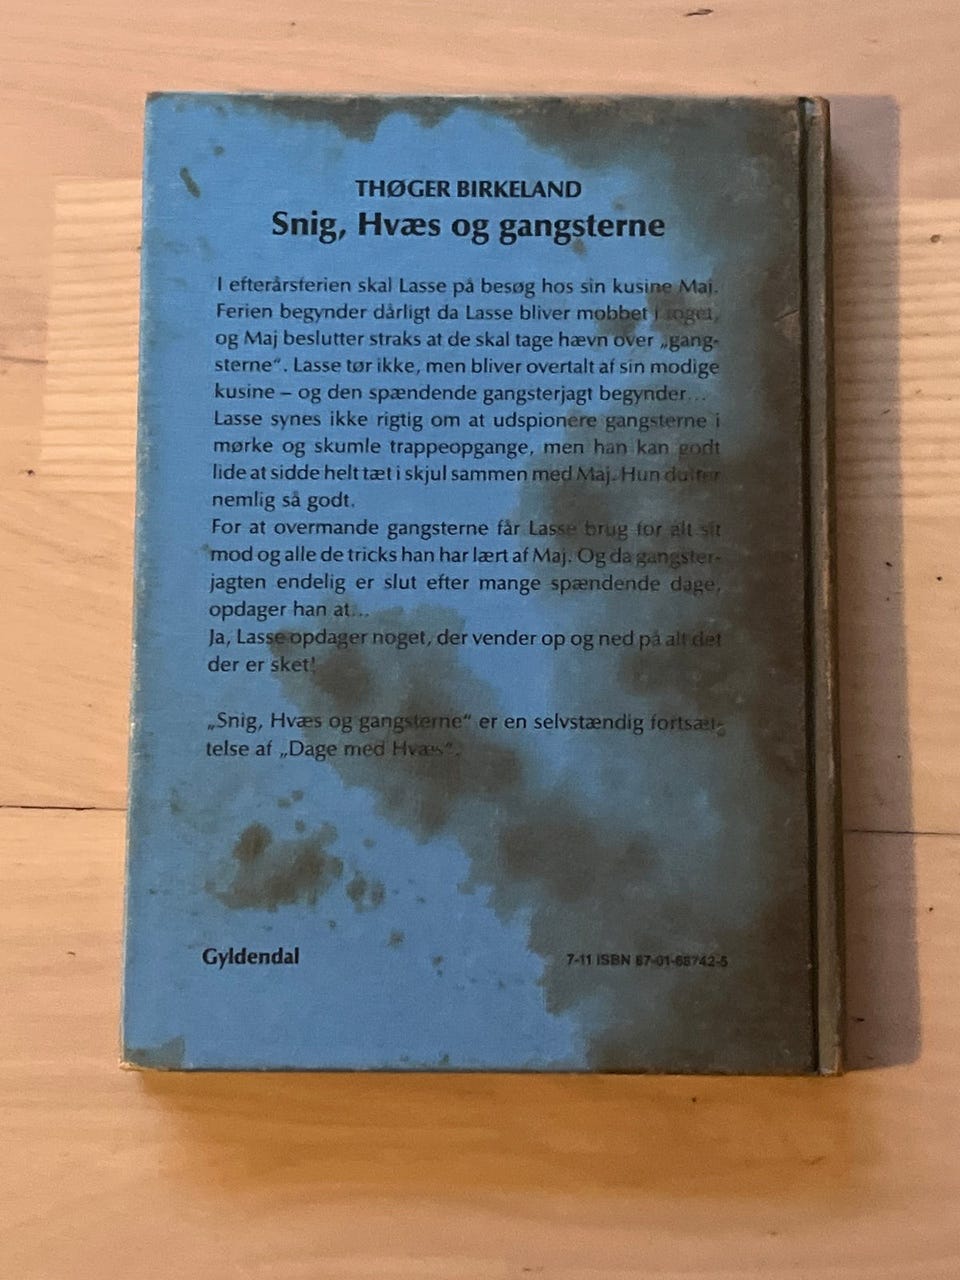 THØGER BIRKELAND
Snig, Hvæs og gangsterne
I efterårsferien skal Lasse på besøg hos sin kusine Maj.
Ferien begynder dårligt da Lasse bliver mobbet i toget,
og Maj beslutter straks at de skal tage hævn over „gang-
sterne“. Lasse tør ikke, men bliver overtalt af sin modige
kusine – og den spændende gangsterjagt begynder...
Lasse synes ikke rigtig om at udspionere gangsterne i
mørke og skumle trappeopgange, men han kan godt
lide at sidde helt tæt i skjul sammen med Maj. Hun dufter
nemlig så godt.
For at overmande gangsterne får Lasse brug for alt sit
mod og alle de tricks han har lært af Maj. Og da gangster-
jagten endelig er slut efter mange spændende dage,
opdager han at...
Ja, Lasse opdager noget, der vender op og ned på alt det
der er sket!
„Snig, Hvæs og gangsterne“ er en selvstændig fortsæt-
telse af „Dage med Hvæs“.
Gyldendal
7-11 ISBN 87-01-68742-5